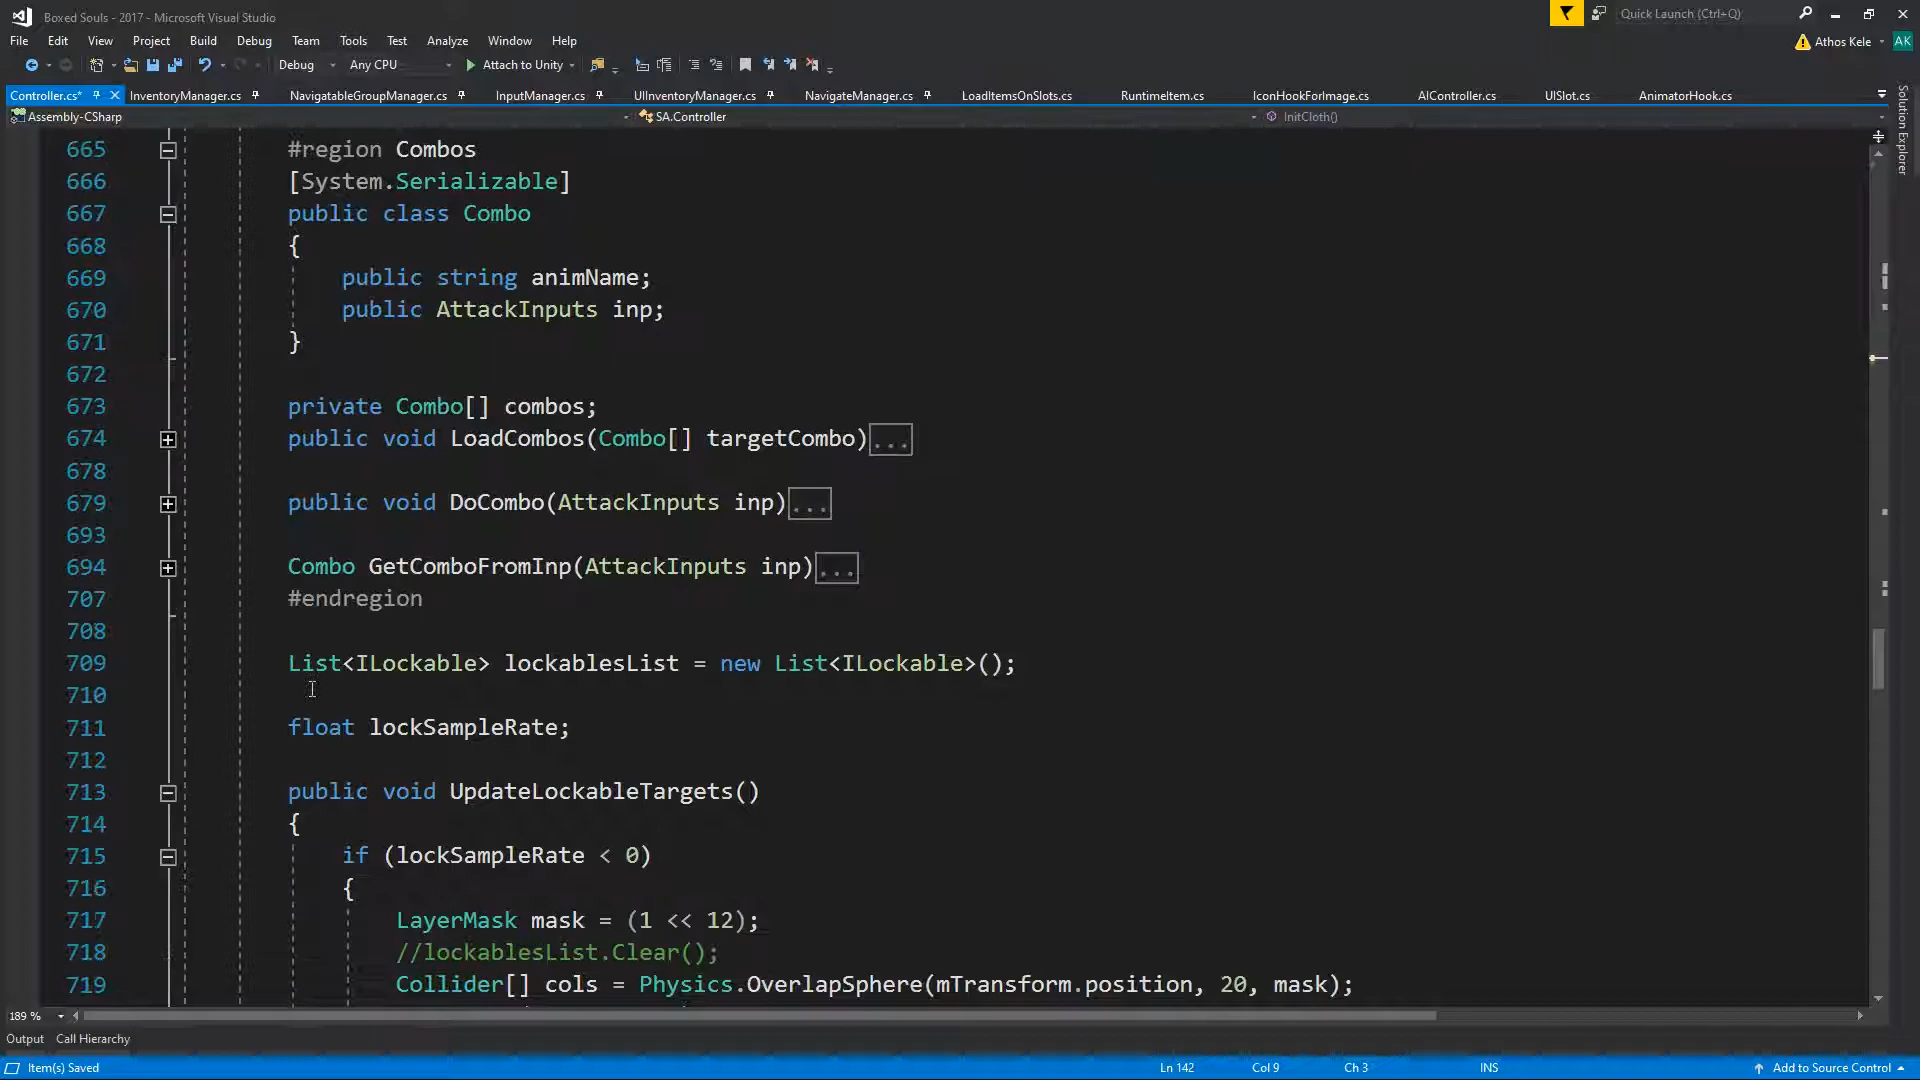 Boxed Souls - 2017 - Microsoft Visual Studio
Quick Launch (Ctrl+Q)
File Edit View Project Build Debug Team Tools Test Analyze Window Help
Athos Kele AK
Debug Any CPU Attach to Unity
Controller.cs* InventoryManager.cs NavigatableGroupManager.cs InputManager.cs UIInventoryManager.cs NavigateManager.cs LoadItemsOnSlots.cs RuntimeItem.cs IconHookForImage.cs AIController.cs UISlot.cs AnimatorHook.cs
Assembly-CSharp SA.Controller InitCloth()
Solution Explorer
665 #region Combos
666 [System.Serializable]
667 public class Combo
668 {
669 public string animName;
670 public AttackInputs inp;
671 }
672
673 private Combo[] combos;
674 public void LoadCombos(Combo[] targetCombo)...
678
679 public void DoCombo(AttackInputs inp)...
693
694 Combo GetComboFromInp(AttackInputs inp)...
707 #endregion
708
709 List<ILockable> lockablesList = new List<ILockable>();
710
711 float lockSampleRate;
712
713 public void UpdateLockableTargets()
714 {
715 if (lockSampleRate < 0)
716 {
717 LayerMask mask = (1 << 12);
718 //lockablesList.Clear();
719 Collider[] cols = Physics.OverlapSphere(mTransform.position, 20, mask);
189 %
Output Call Hierarchy
Item(s) Saved Ln 142 Col 9 Ch 3 INS Add to Source Control